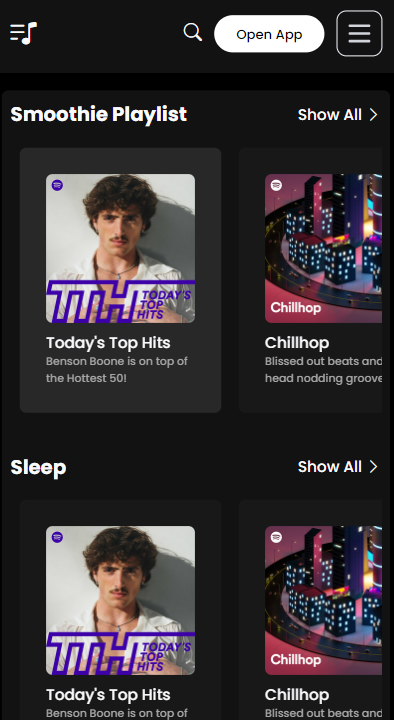 Open App
Smoothie Playlist
Show All
TTH TODAY'S
TOP
HITS
Chillhop
Today's Top Hits
Chillhop
Benson Boone is on top of
the Hottest 50!
Blissed out beats and
head nodding groove
Sleep
Show All
TTH TODAY'S
TOP
HITS
Chillhop
Today's Top Hits
Chillhop
Benson Boone is on top of
Blissed out beats and